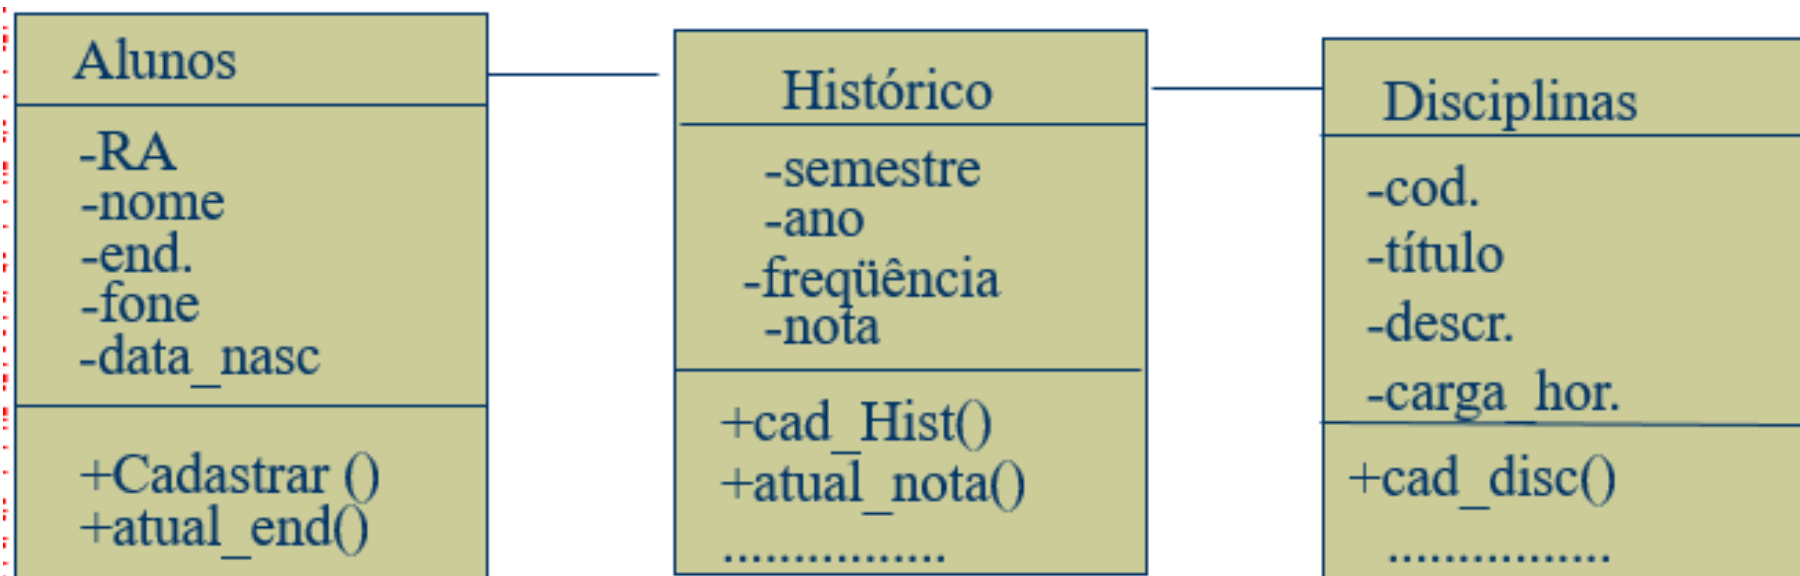 Alunos
-RA
-nome
-end.
-fone
-data_nasc
+Cadastrar ()
+atual_end()
Histórico
-semestre
-ano
-freqüência
-nota
+cad_Hist()
+atual_nota()
................
Disciplinas
-cod.
-título
-descr.
-carga_hor.
+cad_disc()
................